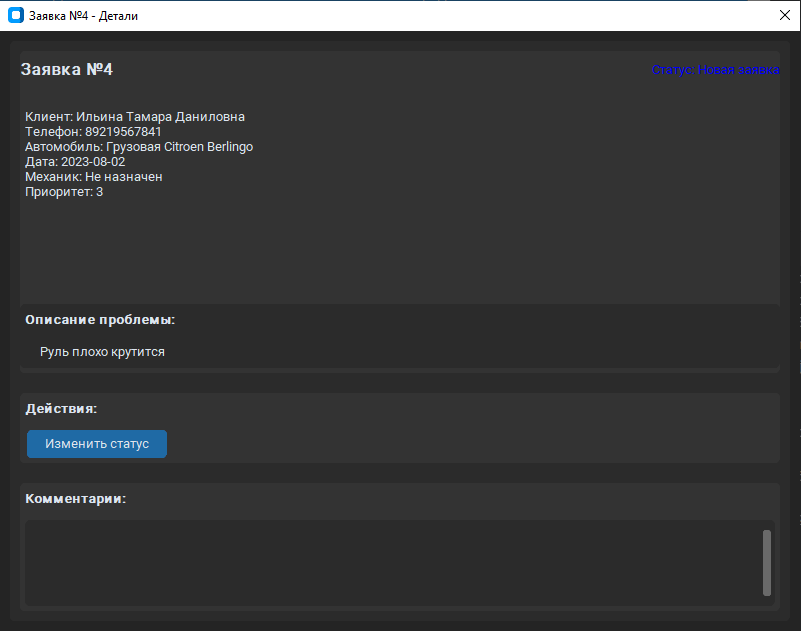 Заявка №4 - Детали
Заявка №4
Статус: Новая заявка
Клиент: Ильина Тамара Даниловна
Телефон: 89219567841
Автомобиль: Грузовая Citroen Berlingo
Дата: 2023-08-02
Механик: Не назначен
Приоритет: 3
Описание проблемы:
Руль плохо крутится
Действия:
Изменить статус
Комментарии: